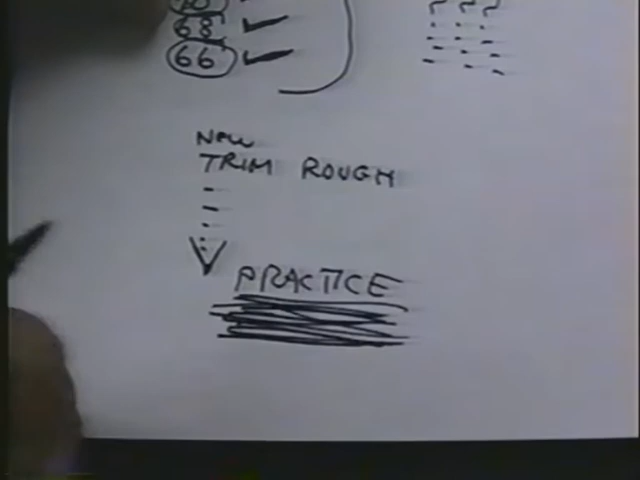 68 ✓
66 ✓
? ? ?
NEW
TRIM ROUGH
PRACTICE